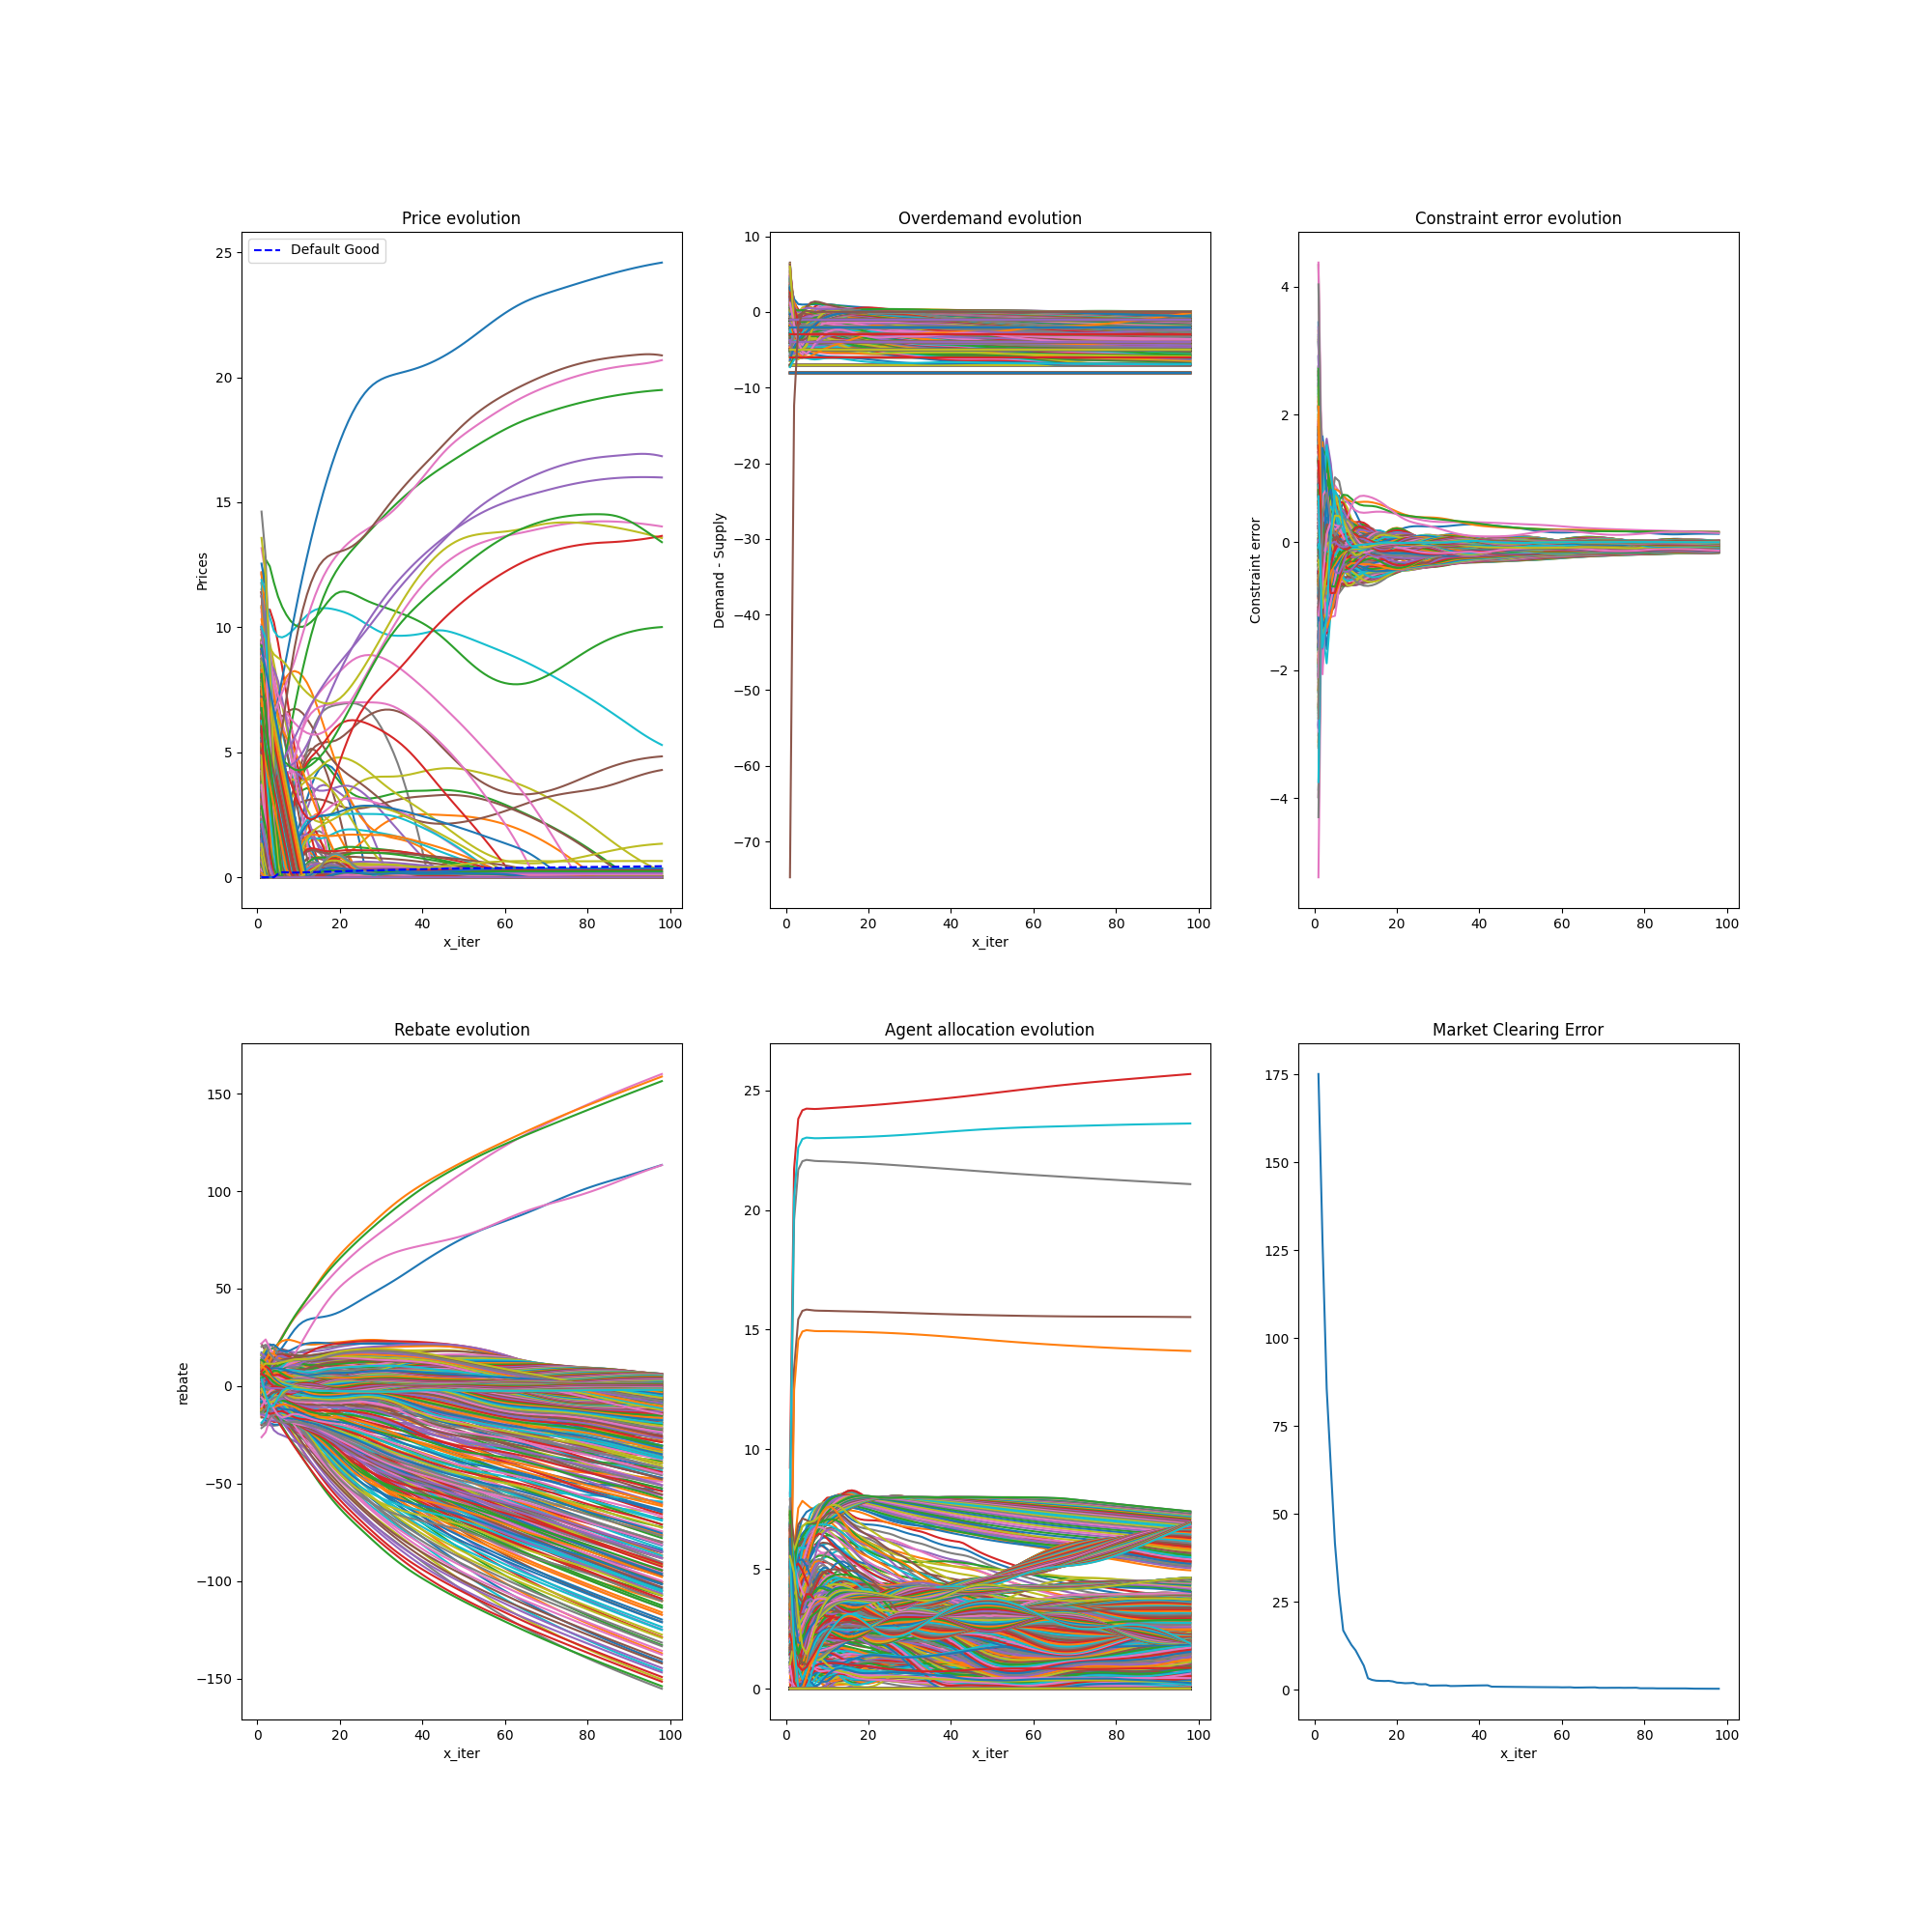 Price evolution
Overdemand evolution
Constraint error evolution
Default Good
Prices
25
20
15
10
5
0
0 20 40 60 80 100
x_iter
Demand - Supply
10
0
−10
−20
−30
−40
−50
−60
−70
0 20 40 60 80 100
x_iter
Constraint error
4
2
0
−2
−4
0 20 40 60 80 100
Rebate evolution
Agent allocation evolution
Market Clearing Error
rebate
150
100
50
0
−50
−100
−150
0 20 40 60 80 100
x_iter
25
20
15
10
5
0
0 20 40 60 80 100
x_iter
175
150
125
100
75
50
25
0
0 20 40 60 80 100
x_iter